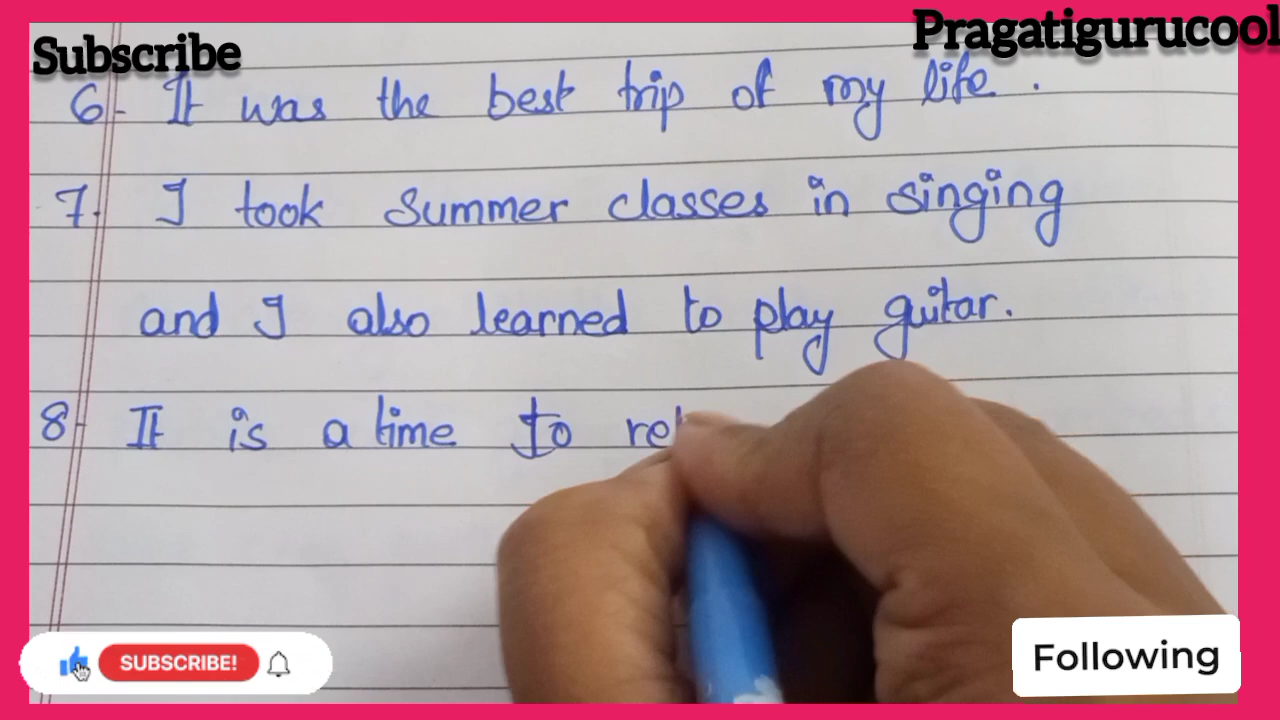 Subscribe
Pragatigurucool
6- It was the best trip of my life.
7- I took Summer classes in singing
and I also learned to play guitar.
8- It is a time to
SUBSCRIBE!
Following